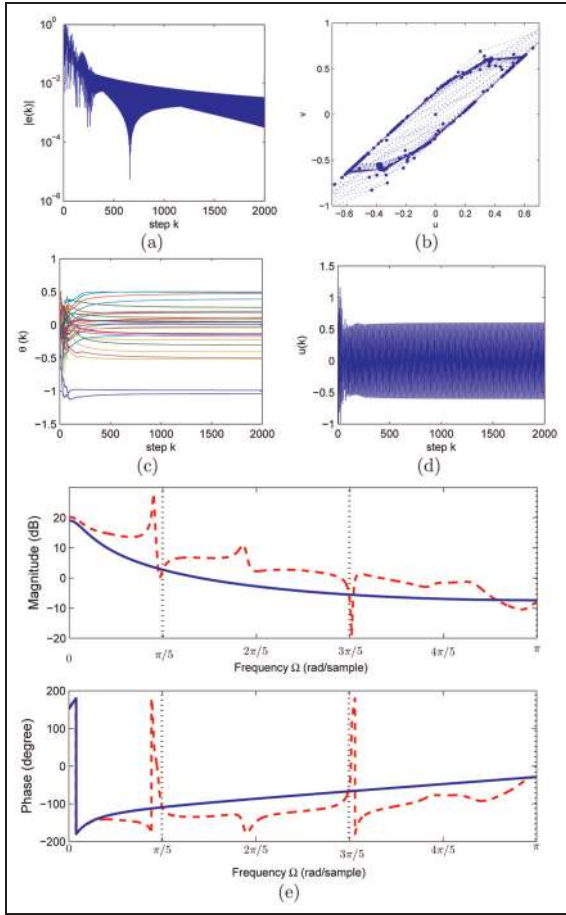 10^0
10^-2
10^-4
10^-6
|e(k)|
0 500 1000 1500 2000
step k
(a)
1
0.5
0
−0.5
−1
v
−0.6 −0.4 −0.2 0 0.2 0.4 0.6
u
(b)
1
0.5
0
−0.5
−1
−1.5
θ (k)
0 500 1000 1500 2000
step k
(c)
1.5
1
0.5
0
−0.5
−1
u(k)
0 500 1000 1500 2000
step k
(d)
20
10
0
−10
−20
Magnitude (dB)
0 π/5 2π/5 3π/5 4π/5 π
Frequency Ω (rad/sample)
200
100
0
−100
−200
Phase (degree)
0 π/5 2π/5 3π/5 4π/5 π
Frequency Ω (rad/sample)
(e)